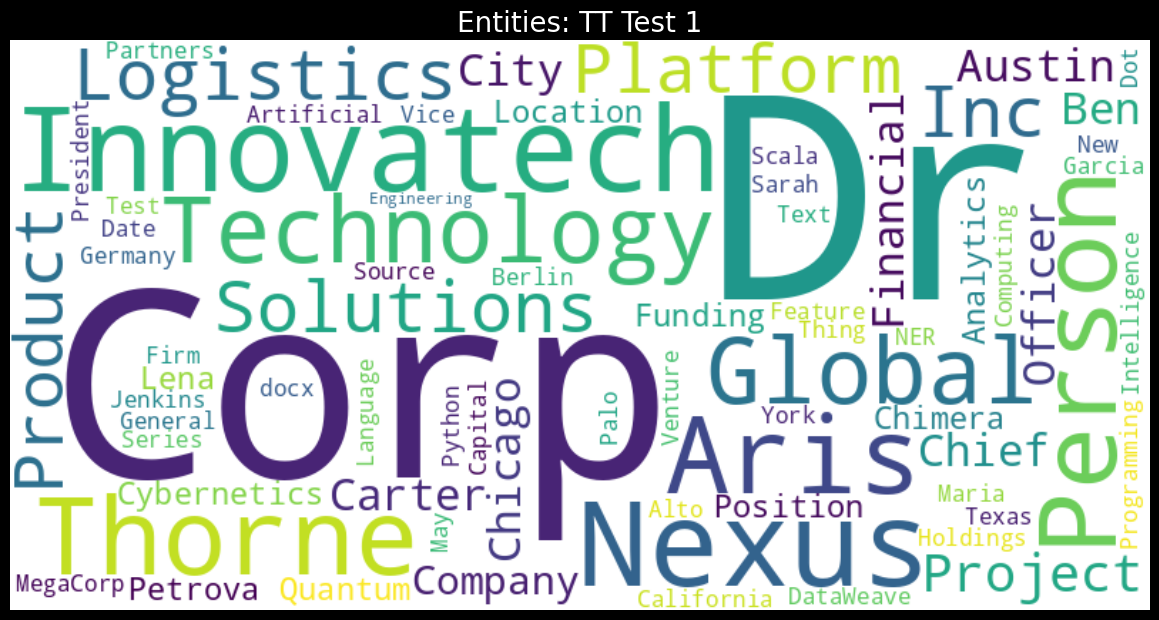 Entities: TT Test 1
Partners
Logistics
City
Platform
Austin
Dot
President
Artificial
Vice
Location
Inc
Ben
Innovatech
Dr
Financial
New
Garcia
Scala
Sarah
Text
Test
Date
Germany
Engineering
Technology
Analytics
Computing
Officer
Person
Intelligence
Product
Source
Berlin
Solutions
Funding
Feature
Thing
NER
Corp
Global
Firm
Lena
Jenkins
General
Series
docx
Language
Python
Capital
Chicago
Palo
Venture
York
Chimera
Aris
Chief
Programming
Cybernetics
Carter
May
Alto
Position
Maria
Texas
Holdings
Thorne
Nexus
Project
MegaCorp
Petrova
Quantum
Company
California
DataWeave